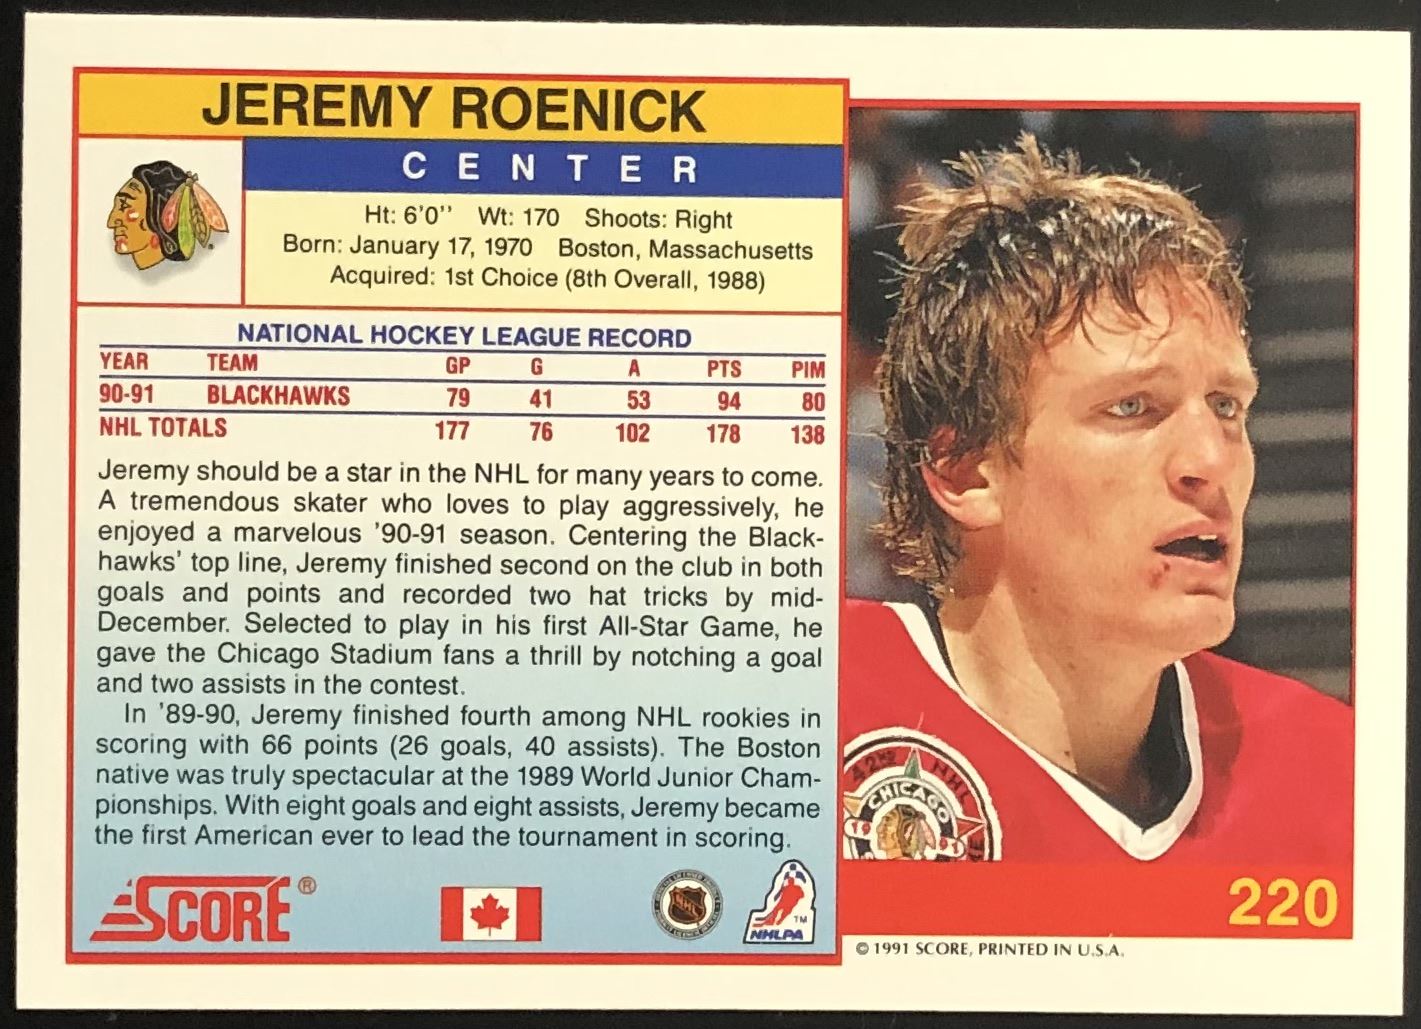 JEREMY ROENICK
CENTER
Ht: 6'0'' Wt: 170 Shoots: Right
Born: January 17, 1970 Boston, Massachusetts
Acquired: 1st Choice (8th Overall, 1988)
NATIONAL HOCKEY LEAGUE RECORD
YEAR TEAM GP G A PTS PIM
90-91 BLACKHAWKS 79 41 53 94 80
NHL TOTALS 177 76 102 178 138
Jeremy should be a star in the NHL for many years to come.
A tremendous skater who loves to play aggressively, he
enjoyed a marvelous '90-91 season. Centering the Black-
hawks' top line, Jeremy finished second on the club in both
goals and points and recorded two hat tricks by mid-
December. Selected to play in his first All-Star Game, he
gave the Chicago Stadium fans a thrill by notching a goal
and two assists in the contest.
In '89-90, Jeremy finished fourth among NHL rookies in
scoring with 66 points (26 goals, 40 assists). The Boston
native was truly spectacular at the 1989 World Junior Cham-
pionships. With eight goals and eight assists, Jeremy became
the first American ever to lead the tournament in scoring.
SCORE®
NHL
NHLPA
TM
42ND NHL
CHICAGO
19 91
220
© 1991 SCORE, PRINTED IN U.S.A.